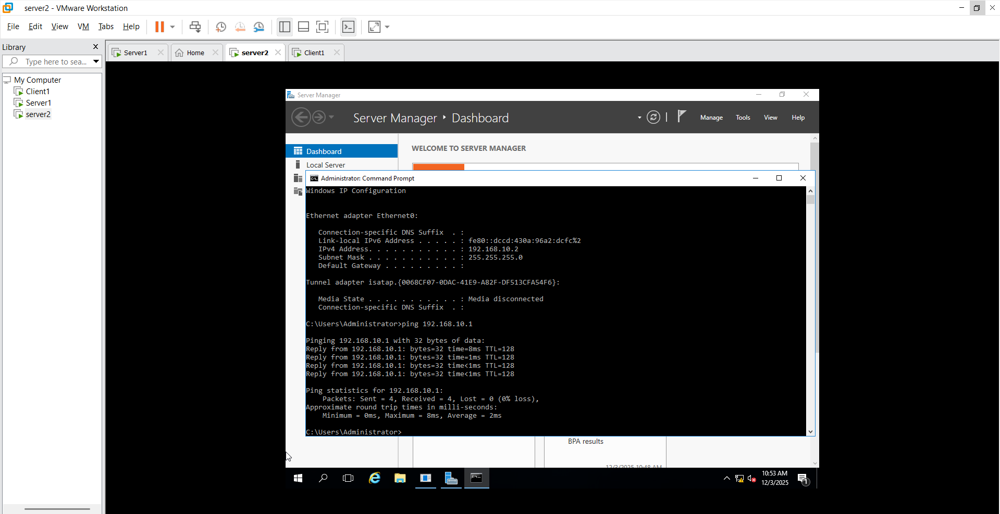 server2 - VMware Workstation
File Edit View VM Tabs Help
Library
Type here to sea...
My Computer
Client1
Server1
server2
Server1 Home server2 Client1
Server Manager
Server Manager Dashboard
Manage Tools View Help
Dashboard
Local Server
WELCOME TO SERVER MANAGER
Administrator: Command Prompt
Windows IP Configuration
Ethernet adapter Ethernet0:
Connection-specific DNS Suffix . :
Link-local IPv6 Address . . . . . : fe80::dccd:430a:96a2:dcfc%2
IPv4 Address. . . . . . . . . . . : 192.168.10.2
Subnet Mask . . . . . . . . . . . : 255.255.255.0
Default Gateway . . . . . . . . . :
Tunnel adapter isatap.{0068CF07-0DAC-41E9-A82F-DF513CFA54F6}:
Media State . . . . . . . . . . . : Media disconnected
Connection-specific DNS Suffix . :
C:\Users\Administrator>ping 192.168.10.1
Pinging 192.168.10.1 with 32 bytes of data:
Reply from 192.168.10.1: bytes=32 time=8ms TTL=128
Reply from 192.168.10.1: bytes=32 time=1ms TTL=128
Reply from 192.168.10.1: bytes=32 time<1ms TTL=128
Reply from 192.168.10.1: bytes=32 time<1ms TTL=128
Ping statistics for 192.168.10.1:
Packets: Sent = 4, Received = 4, Lost = 0 (0% loss),
Approximate round trip times in milli-seconds:
Minimum = 0ms, Maximum = 8ms, Average = 2ms
C:\Users\Administrator>
BPA results
12/3/2025 10:48 AM
10:53 AM
12/3/2025
1